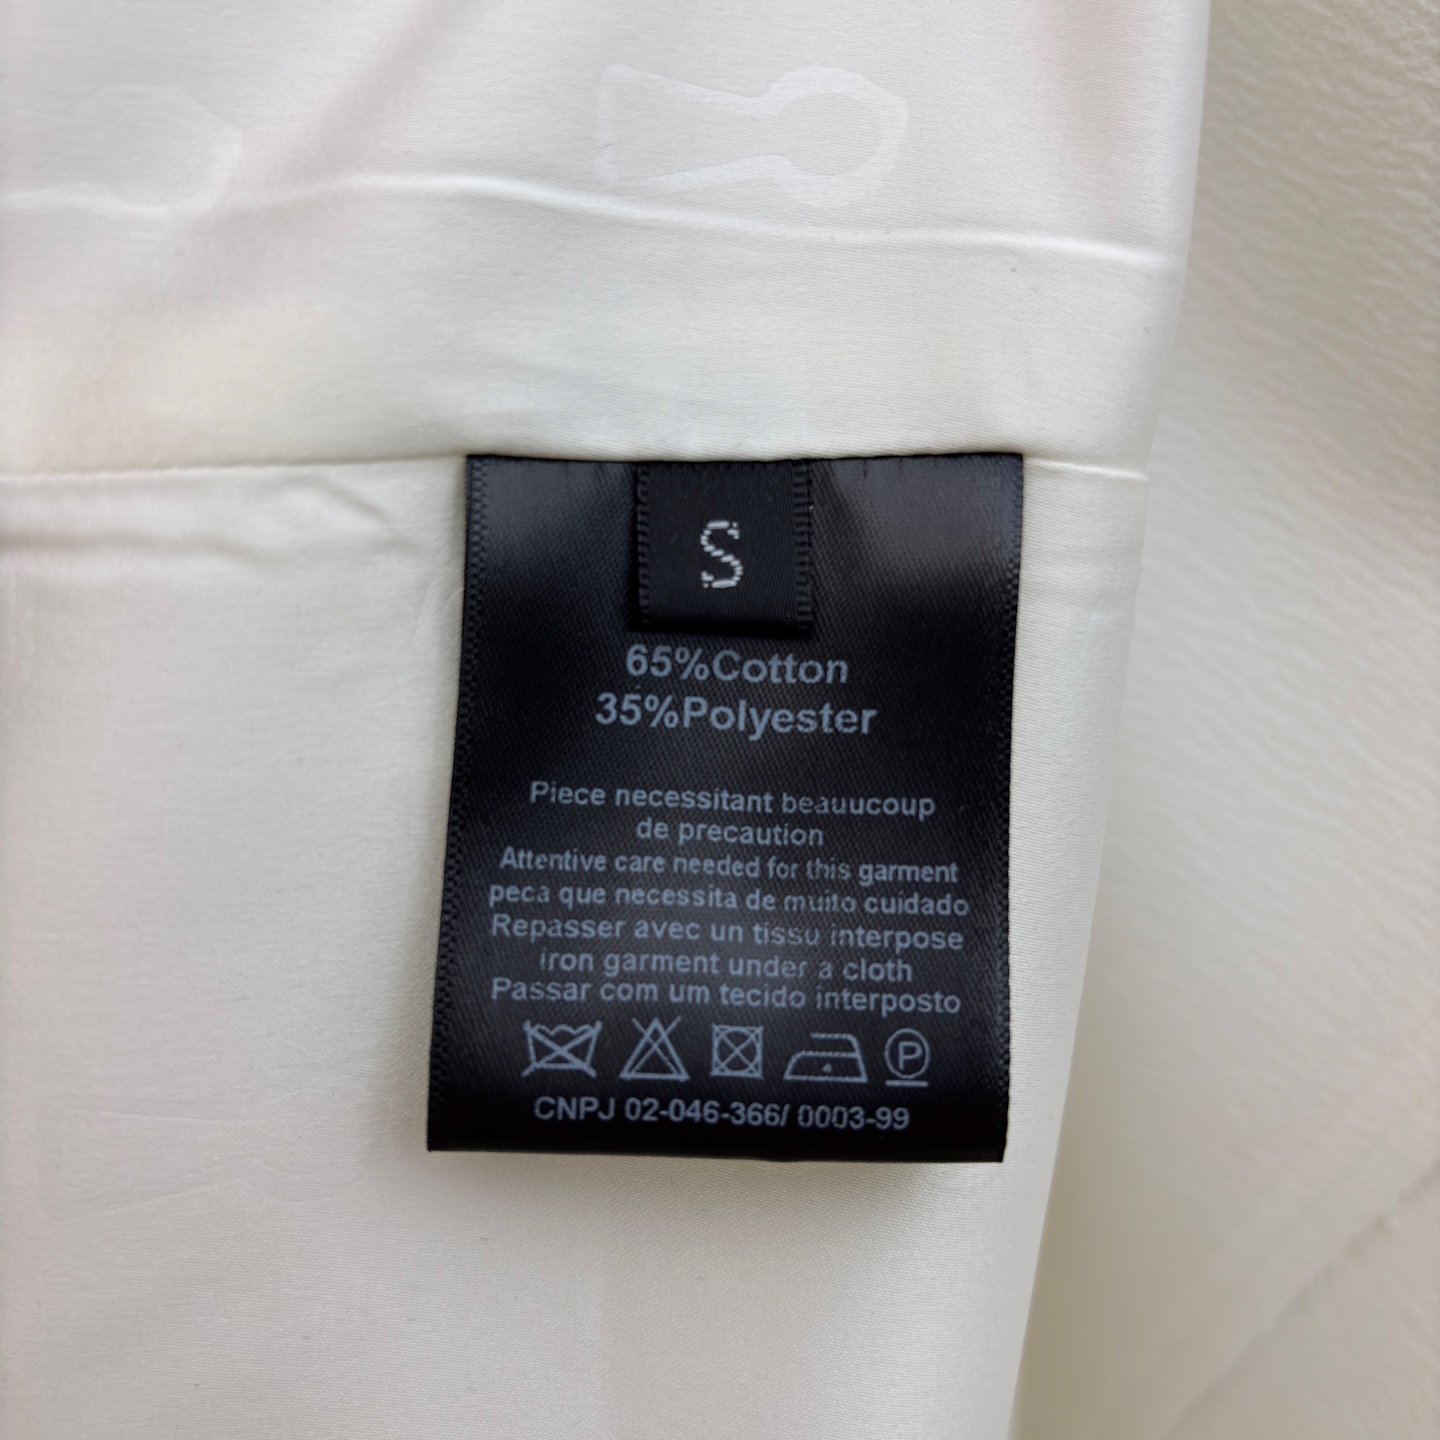 S
65%Cotton
35%Polyester
Piece necessitant beauucoup
de precaution
Attentive care needed for this garment
peca que necessita de muito cuidado
Repasser avec un tissu interpose
iron garment under a cloth
Passar com um tecido interposto
P
CNPJ 02-046-366/ 0003-99